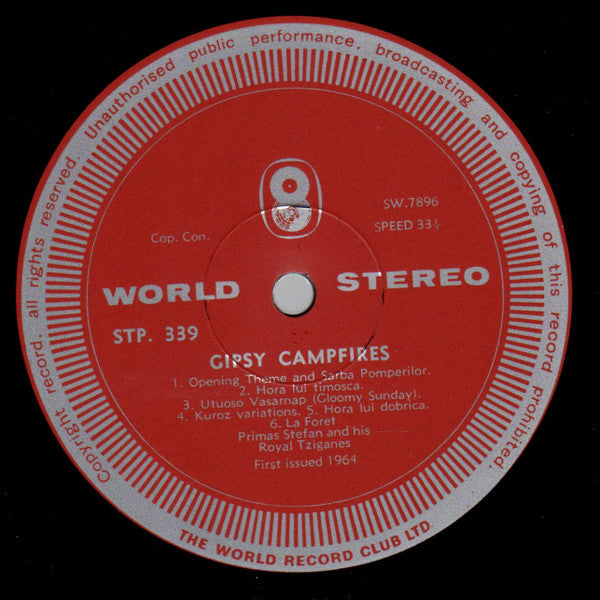 Copyright record. all rights reserved. Unauthorised public performance. broadcasting and copying of this record prohibited.
SW.7896
Cop. Con.
SPEED 33⅓
WORLD STEREO
STP. 339
GIPSY CAMPFIRES
1. Opening Theme and Sarba Pomperilor.
2. Hora lui timosca.
3. Utuoso Vasarnap (Gloomy Sunday).
4. Kuroz variations. 5. Hora lui dobrica.
6. La Foret
Primas Stefan and his
Royal Tziganes
First issued 1964
THE WORLD RECORD CLUB LTD